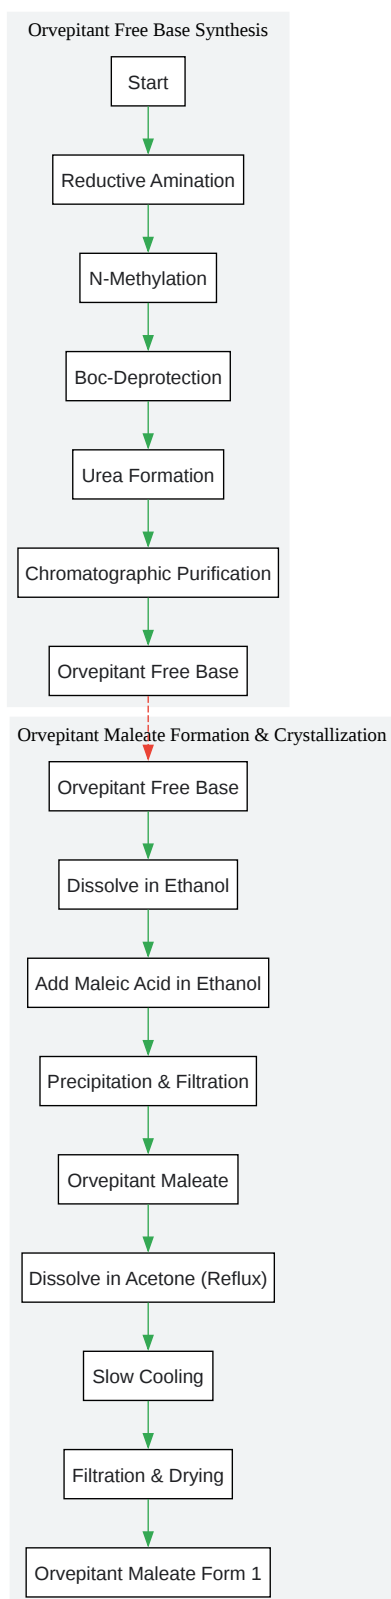 Orvepitant Free Base Synthesis
Start
Reductive Amination
N-Methylation
Boc-Deprotection
Urea Formation
Chromatographic Purification
Orvepitant Free Base
Orvepitant Maleate Formation & Crystallization
Orvepitant Free Base
Dissolve in Ethanol
Add Maleic Acid in Ethanol
Precipitation & Filtration
Orvepitant Maleate
Dissolve in Acetone (Reflux)
Slow Cooling
Filtration & Drying
Orvepitant Maleate Form 1